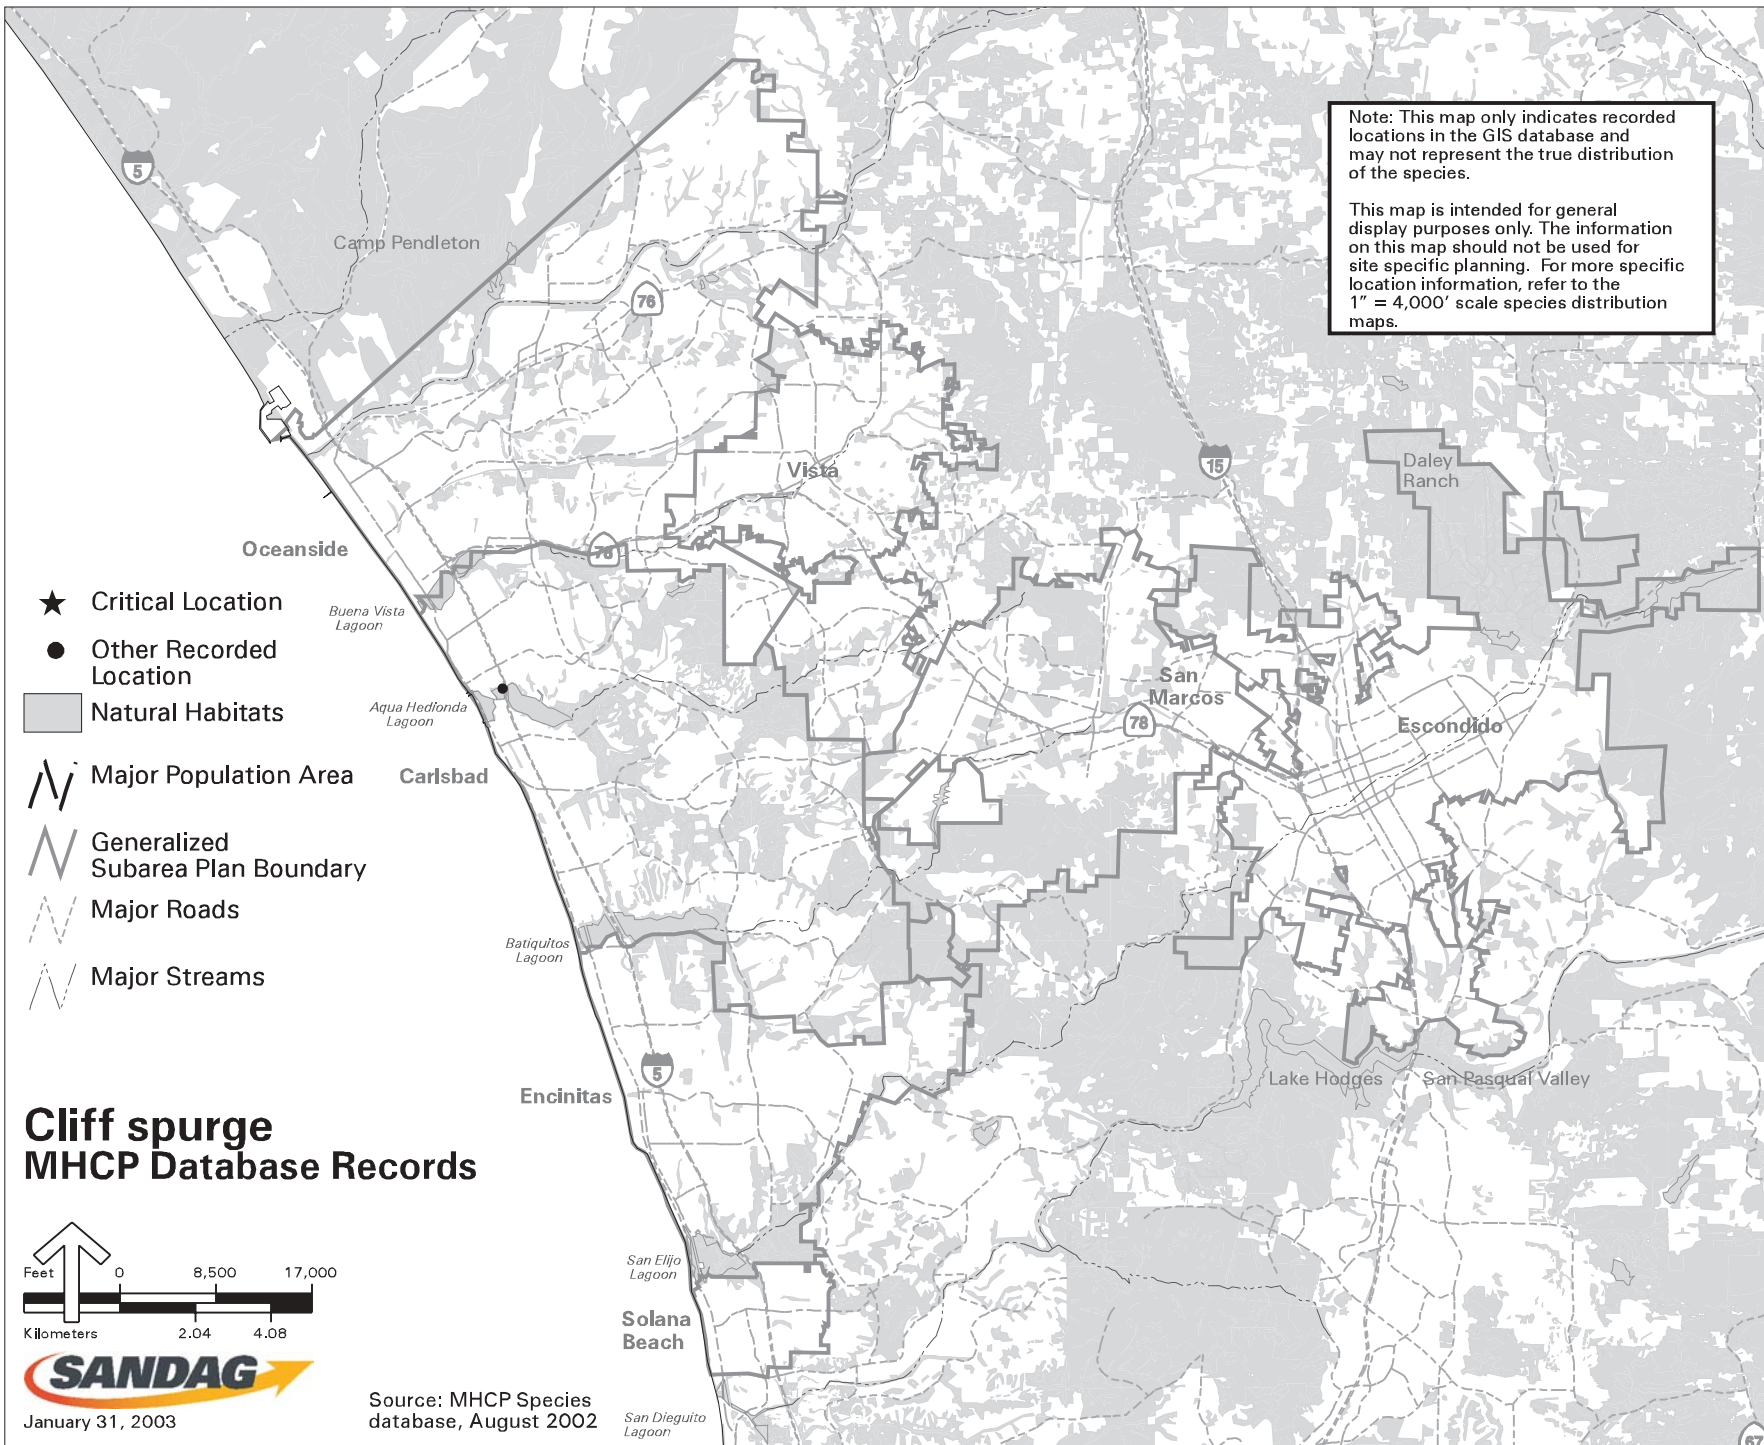 Note: This map only indicates recorded
locations in the GIS database and
may not represent the true distribution
of the species.
This map is intended for general
display purposes only. The information
on this map should not be used for
site specific planning. For more specific
location information, refer to the
1” = 4,000’ scale species distribution
maps.
5
Camp Pendleton
76
15
Daley
Ranch
Vista
Oceanside
78
Buena Vista
Lagoon
San
Marcos
78
Escondido
Aqua Hedionda
Lagoon
Carlsbad
Batiquitos
Lagoon
5
Encinitas
Lake Hodges
San Pasqual Valley
San Elijo
Lagoon
Solana
Beach
San Dieguito
Lagoon
67
Critical Location
Other Recorded
Location
Natural Habitats
Major Population Area
Generalized
Subarea Plan Boundary
Major Roads
Major Streams
Cliff spurge
MHCP Database Records
Feet 0 8,500 17,000
Kilometers 2.04 4.08
SANDAG
January 31, 2003
Source: MHCP Species
database, August 2002